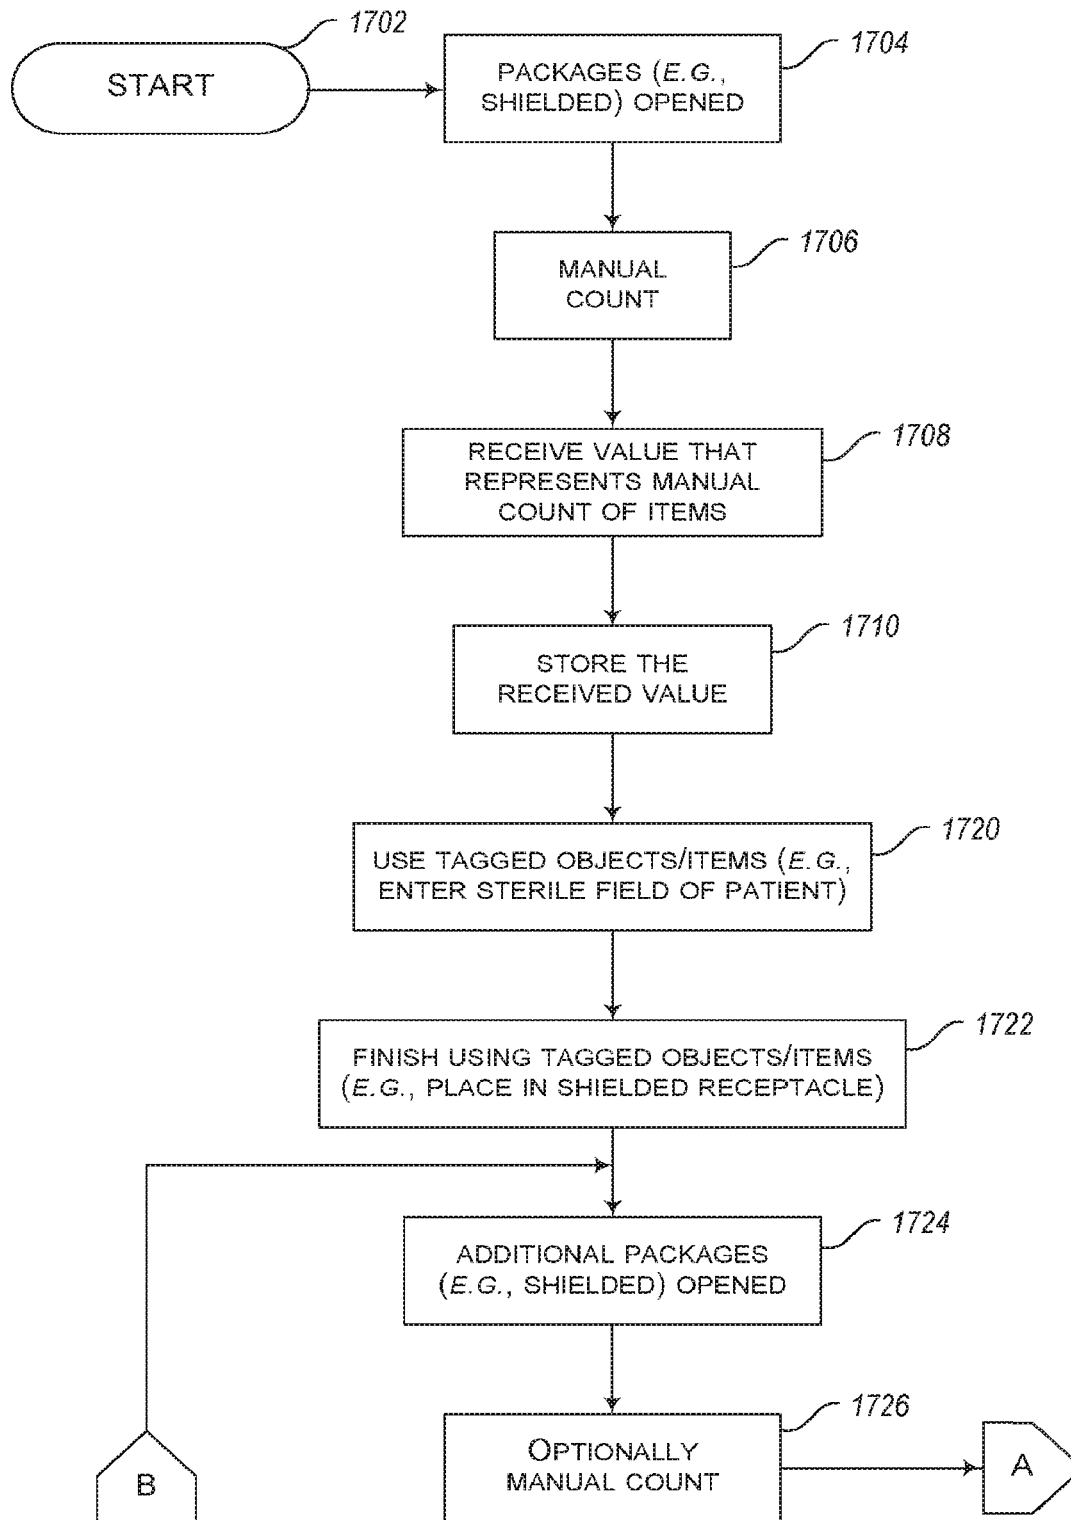 1702
START
1704
PACKAGES (E.G.,
SHIELDED) OPENED
1706
MANUAL
COUNT
1708
RECEIVE VALUE THAT
REPRESENTS MANUAL
COUNT OF ITEMS
1710
STORE THE
RECEIVED VALUE
1720
USE TAGGED OBJECTS/ITEMS (E.G.,
ENTER STERILE FIELD OF PATIENT)
1722
FINISH USING TAGGED OBJECTS/ITEMS
(E.G., PLACE IN SHIELDED RECEPTACLE)
1724
ADDITIONAL PACKAGES
(E.G., SHIELDED) OPENED
1726
OPTIONALLY
MANUAL COUNT
A
B